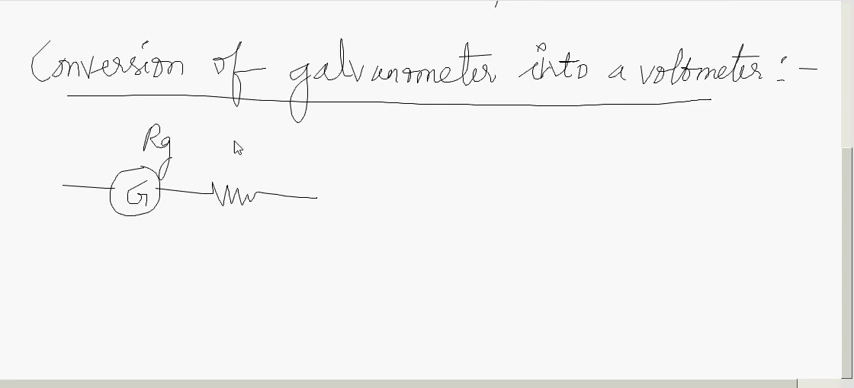 Conversion of galvanometer into a voltmeter :-
Rg
G